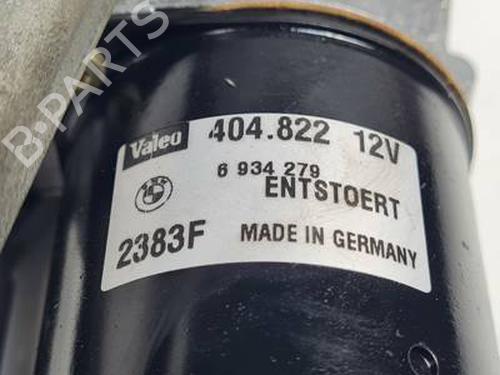 B-PARTS
Valeo 404.822 12V
6 934 279
ENTSTOERT
2383F MADE IN GERMANY